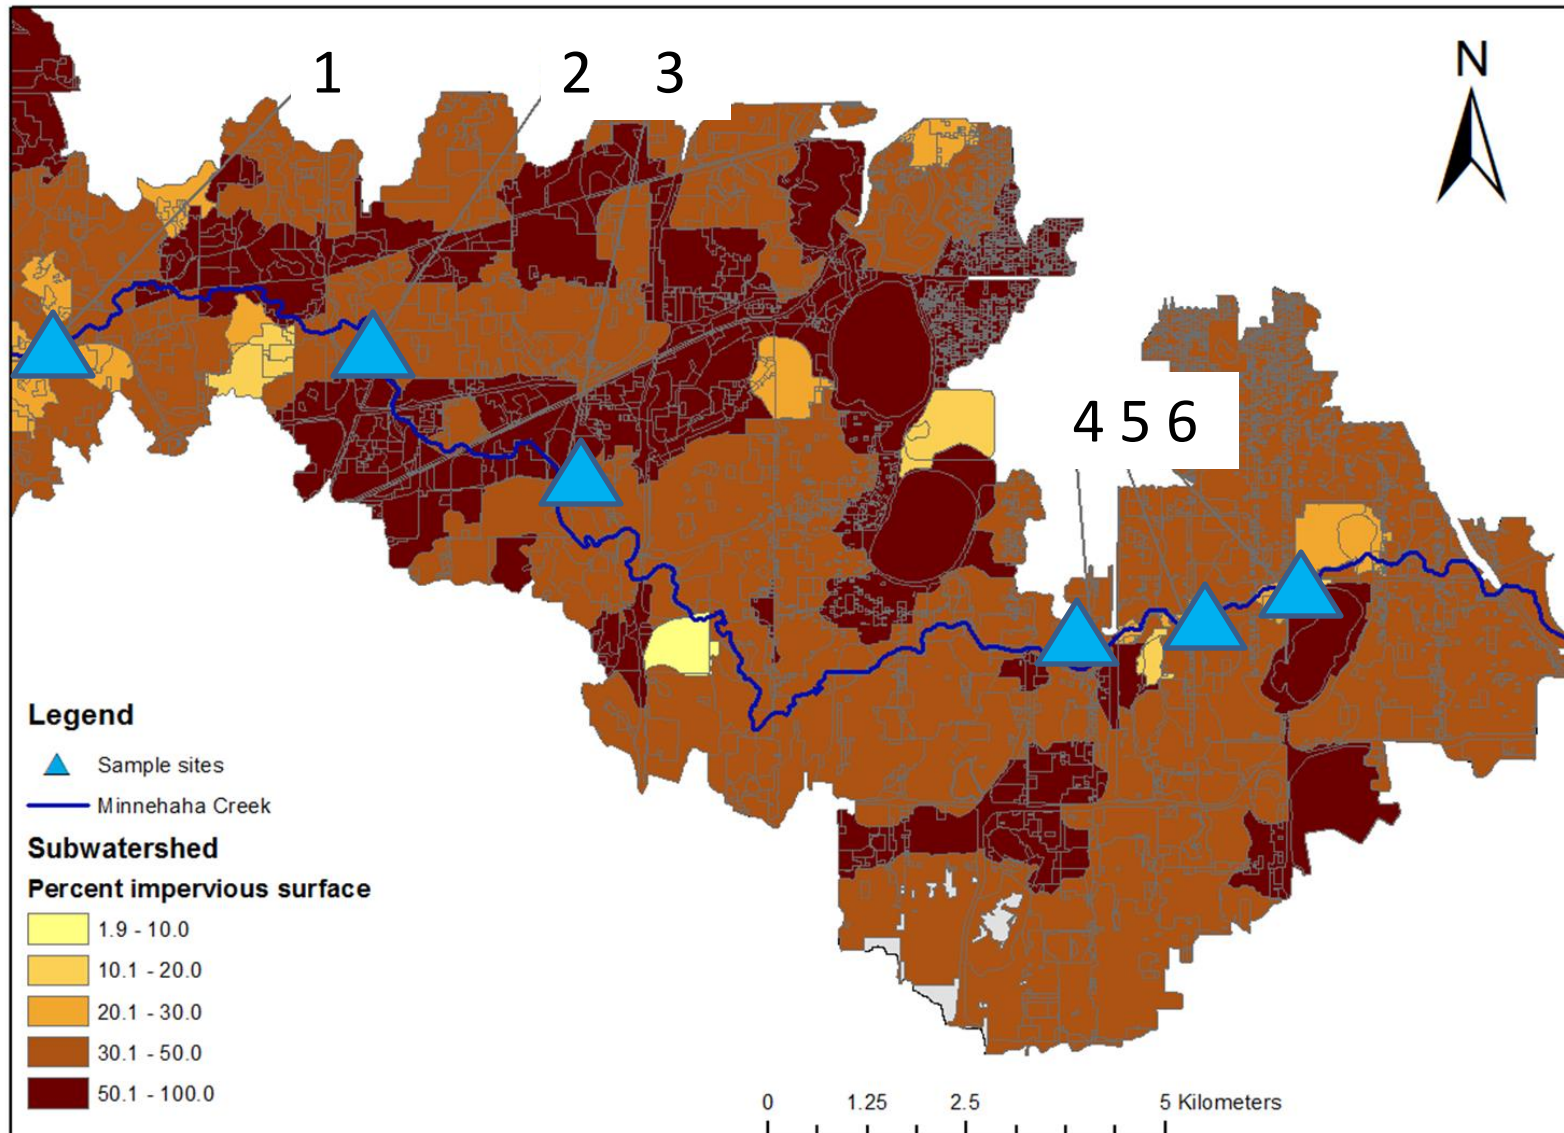 1 2 3
N
4 5 6
Legend
Sample sites
Minnehaha Creek
Subwatershed
Percent impervious surface
1.9 - 10.0
10.1 - 20.0
20.1 - 30.0
30.1 - 50.0
50.1 - 100.0
0 1.25 2.5 5 Kilometers